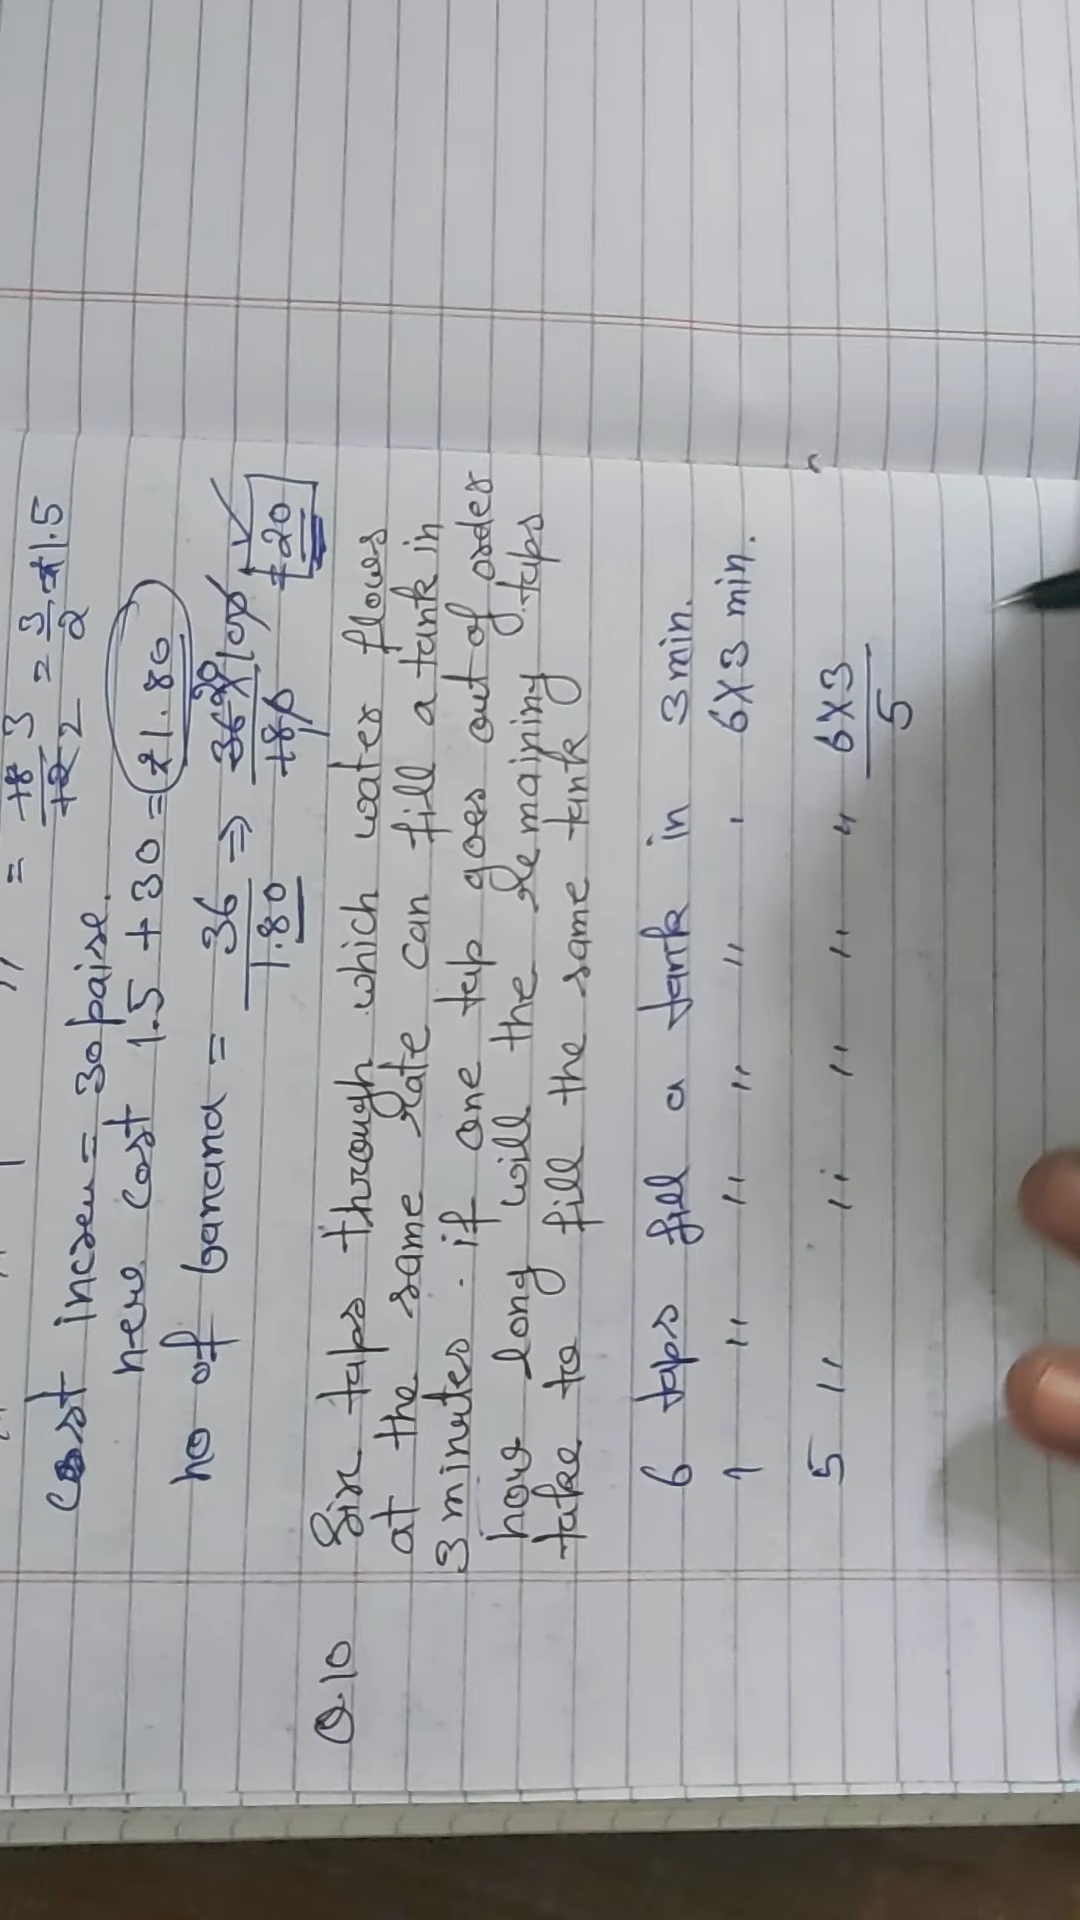 = 18/12 3/2 = 3/2 = ₹1.5
Cost incren = 30 paise.
new cost 1.5 + 30 = ₹1.80
no of banana = 36/1.80 ⇒ 36 20 × 100/180 = 20
Q.10 Six taps through which water flows
at the same rate can fill a tank in
3 minutes. if one tap goes out of order
how long will the remaining taps
take to fill the same tank
6 taps fill a tank in 3 min.
1 " " " " " , 6×3 min.
5 " " " " " 6×3/5